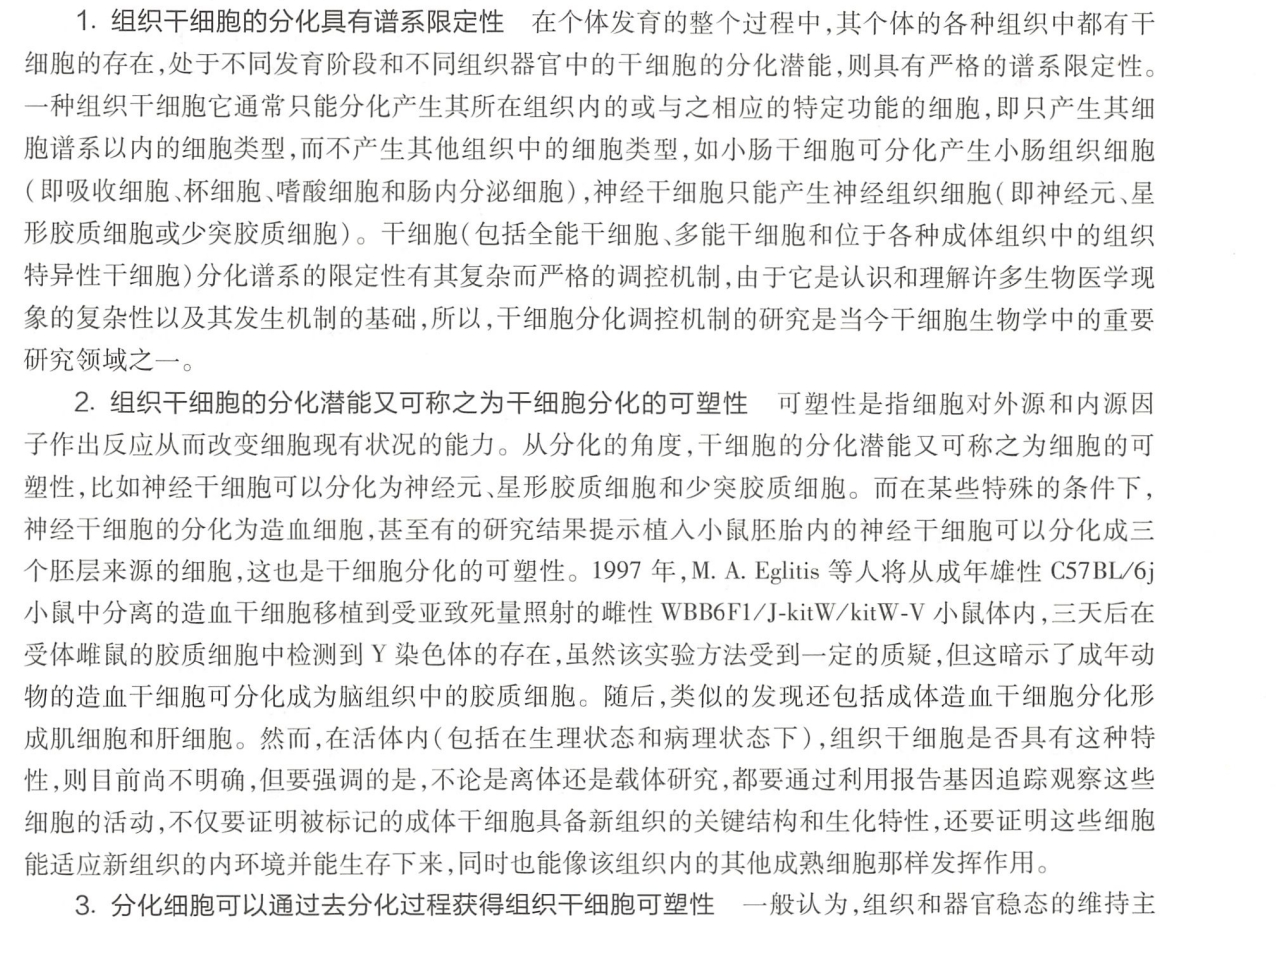 1. 组织干细胞的分化具有谱系限定性　在个体发育的整个过程中,其个体的各种组织中都有干
细胞的存在,处于不同发育阶段和不同组织器官中的干细胞的分化潜能,则具有严格的谱系限定性。
一种组织干细胞它通常只能分化产生其所在组织内的或与之相应的特定功能的细胞,即只产生其细
胞谱系以内的细胞类型,而不产生其他组织中的细胞类型,如小肠干细胞可分化产生小肠组织细胞
(即吸收细胞、杯细胞、嗜酸细胞和肠内分泌细胞),神经干细胞只能产生神经组织细胞(即神经元、星
形胶质细胞或少突胶质细胞)。干细胞(包括全能干细胞、多能干细胞和位于各种成体组织中的组织
特异性干细胞)分化谱系的限定性有其复杂而严格的调控机制,由于它是认识和理解许多生物医学现
象的复杂性以及其发生机制的基础,所以,干细胞分化调控机制的研究是当今干细胞生物学中的重要
研究领域之一。
2. 组织干细胞的分化潜能又可称之为干细胞分化的可塑性　可塑性是指细胞对外源和内源因
子作出反应从而改变细胞现有状况的能力。从分化的角度,干细胞的分化潜能又可称之为细胞的可
塑性,比如神经干细胞可以分化为神经元、星形胶质细胞和少突胶质细胞。而在某些特殊的条件下,
神经干细胞的分化为造血细胞,甚至有的研究结果提示植入小鼠胚胎内的神经干细胞可以分化成三
个胚层来源的细胞,这也是干细胞分化的可塑性。1997 年,M. A. Eglitis 等人将从成年雄性 C57BL/6j
小鼠中分离的造血干细胞移植到受亚致死量照射的雌性 WBB6F1/J-kitW/kitW-V 小鼠体内,三天后在
受体雌鼠的胶质细胞中检测到 Y 染色体的存在,虽然该实验方法受到一定的质疑,但这暗示了成年动
物的造血干细胞可分化成为脑组织中的胶质细胞。随后,类似的发现还包括成体造血干细胞分化形
成肌细胞和肝细胞。然而,在活体内(包括在生理状态和病理状态下),组织干细胞是否具有这种特
性,则目前尚不明确,但要强调的是,不论是离体还是载体研究,都要通过利用报告基因追踪观察这些
细胞的活动,不仅要证明被标记的成体干细胞具备新组织的关键结构和生化特性,还要证明这些细胞
能适应新组织的内环境并能生存下来,同时也能像该组织内的其他成熟细胞那样发挥作用。
3. 分化细胞可以通过去分化过程获得组织干细胞可塑性　一般认为,组织和器官稳态的维持主